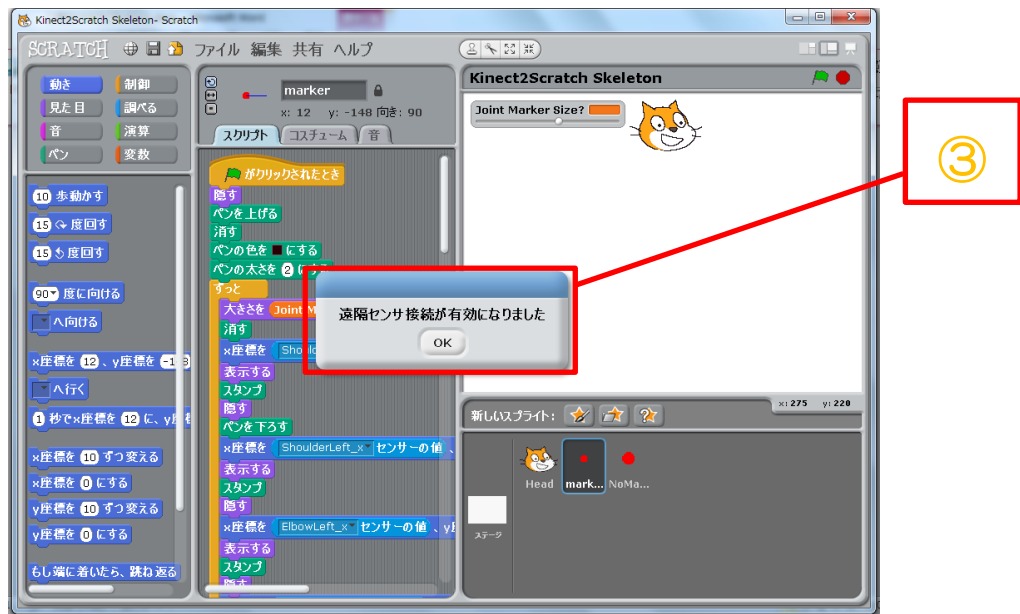 Kinect2Scratch Skeleton- Scratch
SCRATCH ファイル 編集 共有 ヘルプ
動き 制御
見た目 調べる
音 演算
ペン 変数
10 歩動かす
15 度回す
15 度回す
90 度に向ける
へ向ける
x座標を 12 、y座標を
へ行く
1 秒でx座標を 12 に、
x座標を 10 ずつ変える
x座標を 0 にする
y座標を 10 ずつ変える
y座標を 0 にする
もし端に着いたら、跳ね返る
marker
x: 12 y: -148 向き: 90
スクリプト コスチューム 音
がクリックされたとき
隠す
ペンを上げる
消す
ペンの色を にする
ペンの太さを 2
ずっと
大きさを Joint
消す
x座標を
表示する
スタンプ
隠す
ペンを下ろす
x座標を ShoulderLeft_x センサーの値 、
表示する
スタンプ
隠す
x座標を ElbowLeft_x センサーの値 、
表示する
スタンプ
隠す
遠隔センサ接続が有効になりました
OK
Kinect2Scratch Skeleton
Joint Marker Size?
x: 275 y: 220
新しいスプライト:
Head mark... NoMa...
ステージ
③